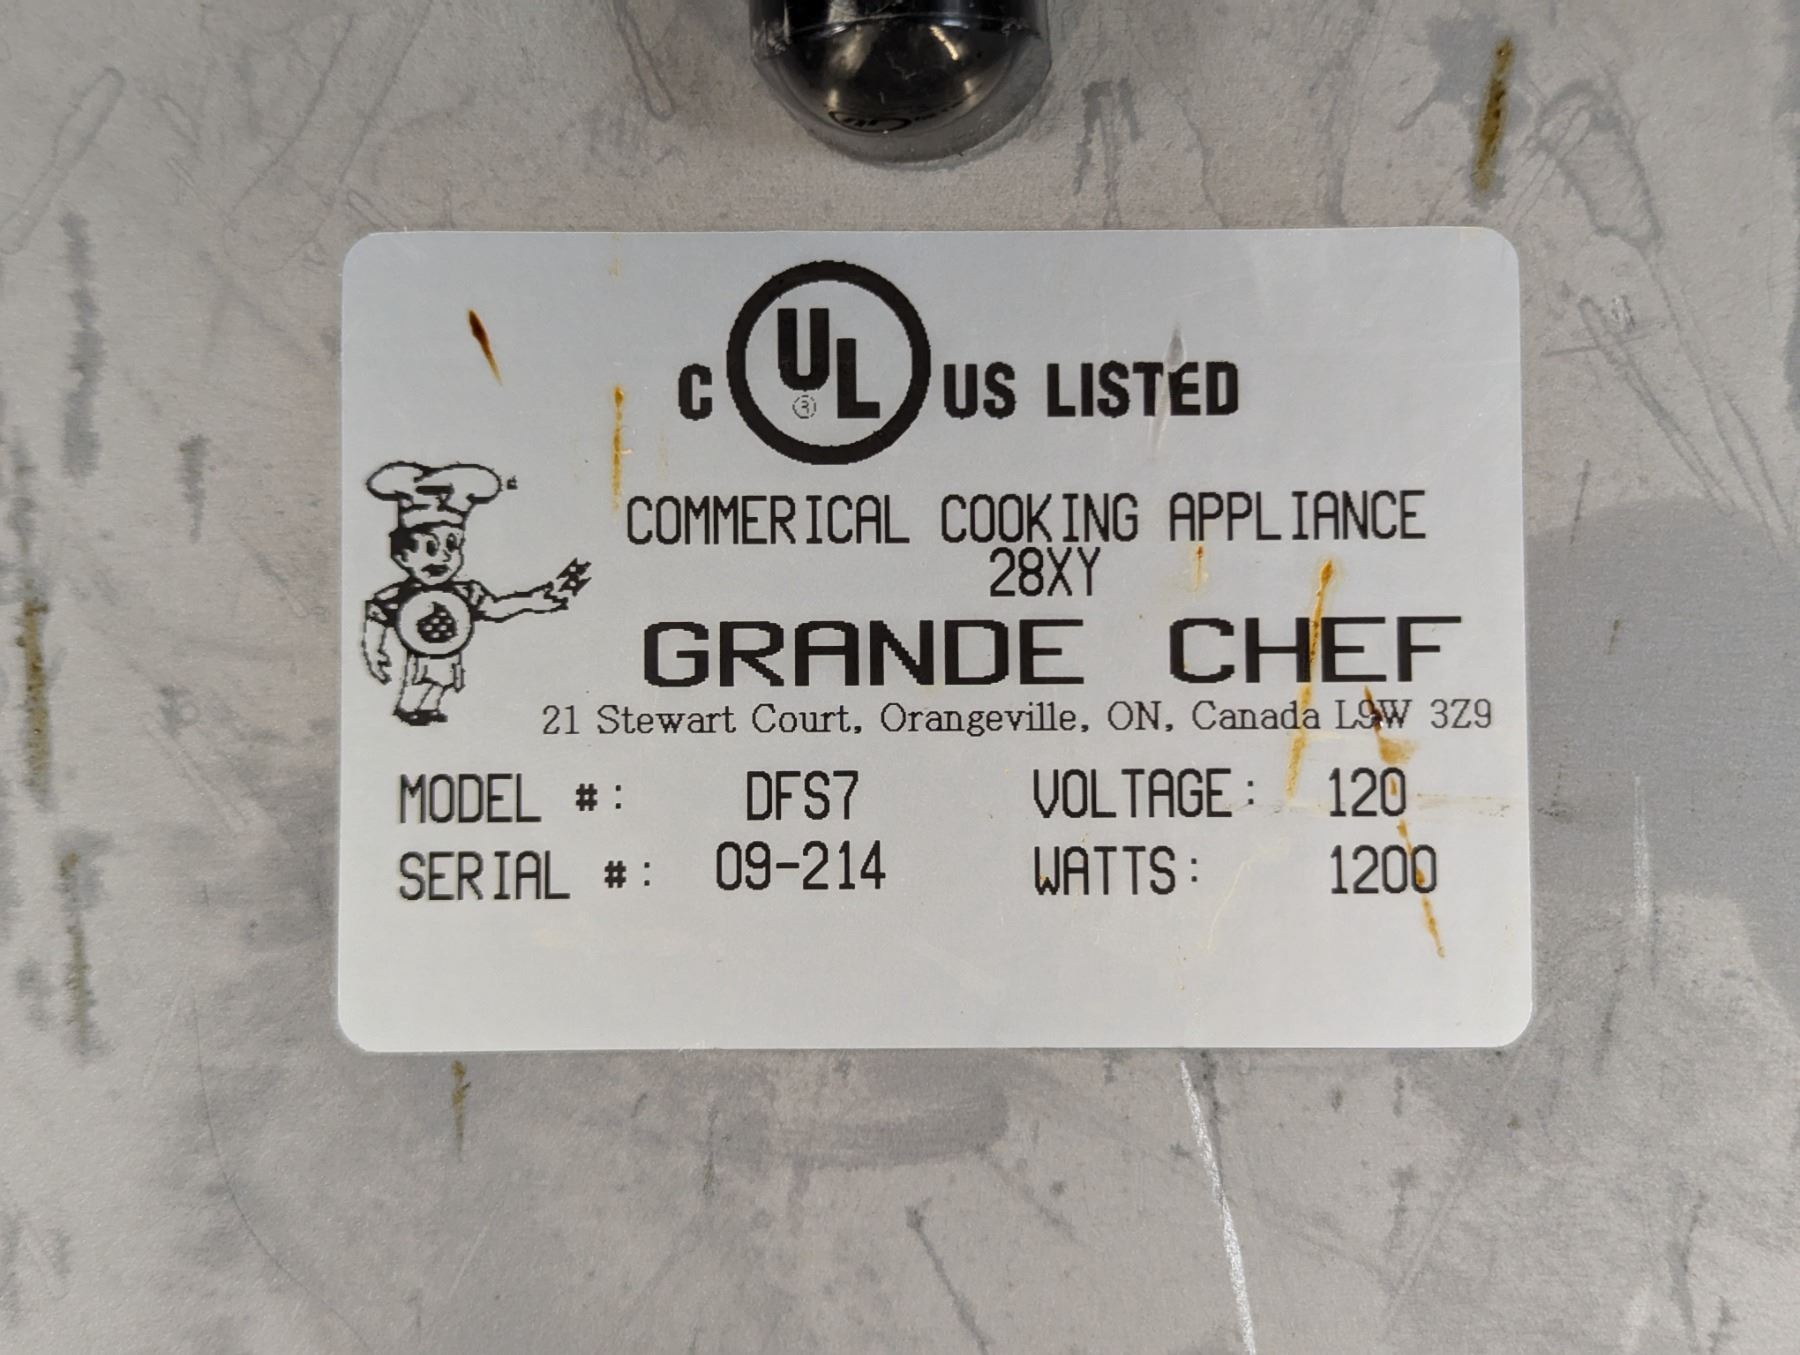 C UL® US LISTED
COMMERICAL COOKING APPLIANCE
28XY
GRANDE CHEF
21 Stewart Court, Orangeville, ON, Canada L9W 3Z9
MODEL #: DFS7 VOLTAGE: 120
SERIAL #: 09-214 WATTS: 1200